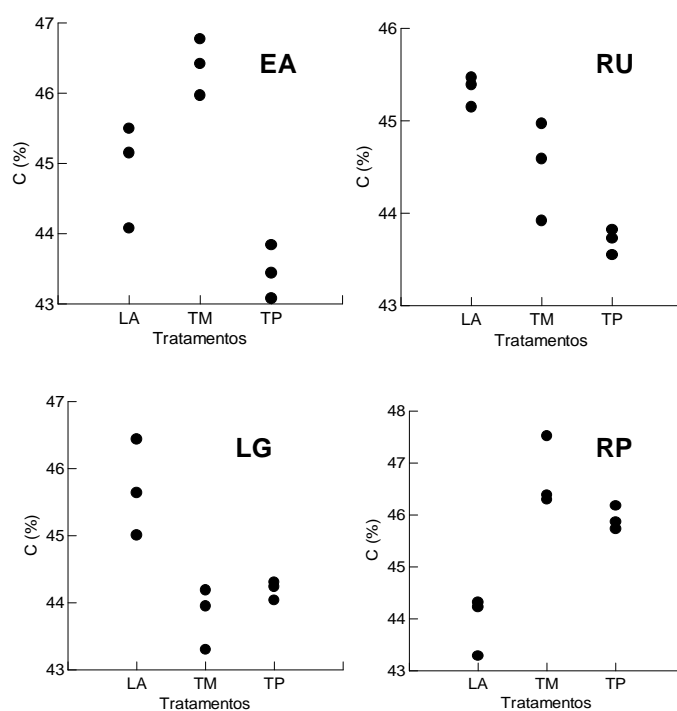 47
46
45
44
43
C (%)
EA
LA TM TP
Tratamentos
46
45
44
43
C (%)
RU
LA TM TP
Tratamentos
47
46
45
44
43
C (%)
LG
LA TM TP
Tratamentos
48
47
46
45
44
43
C (%)
RP
LA TM TP
Tratamentos